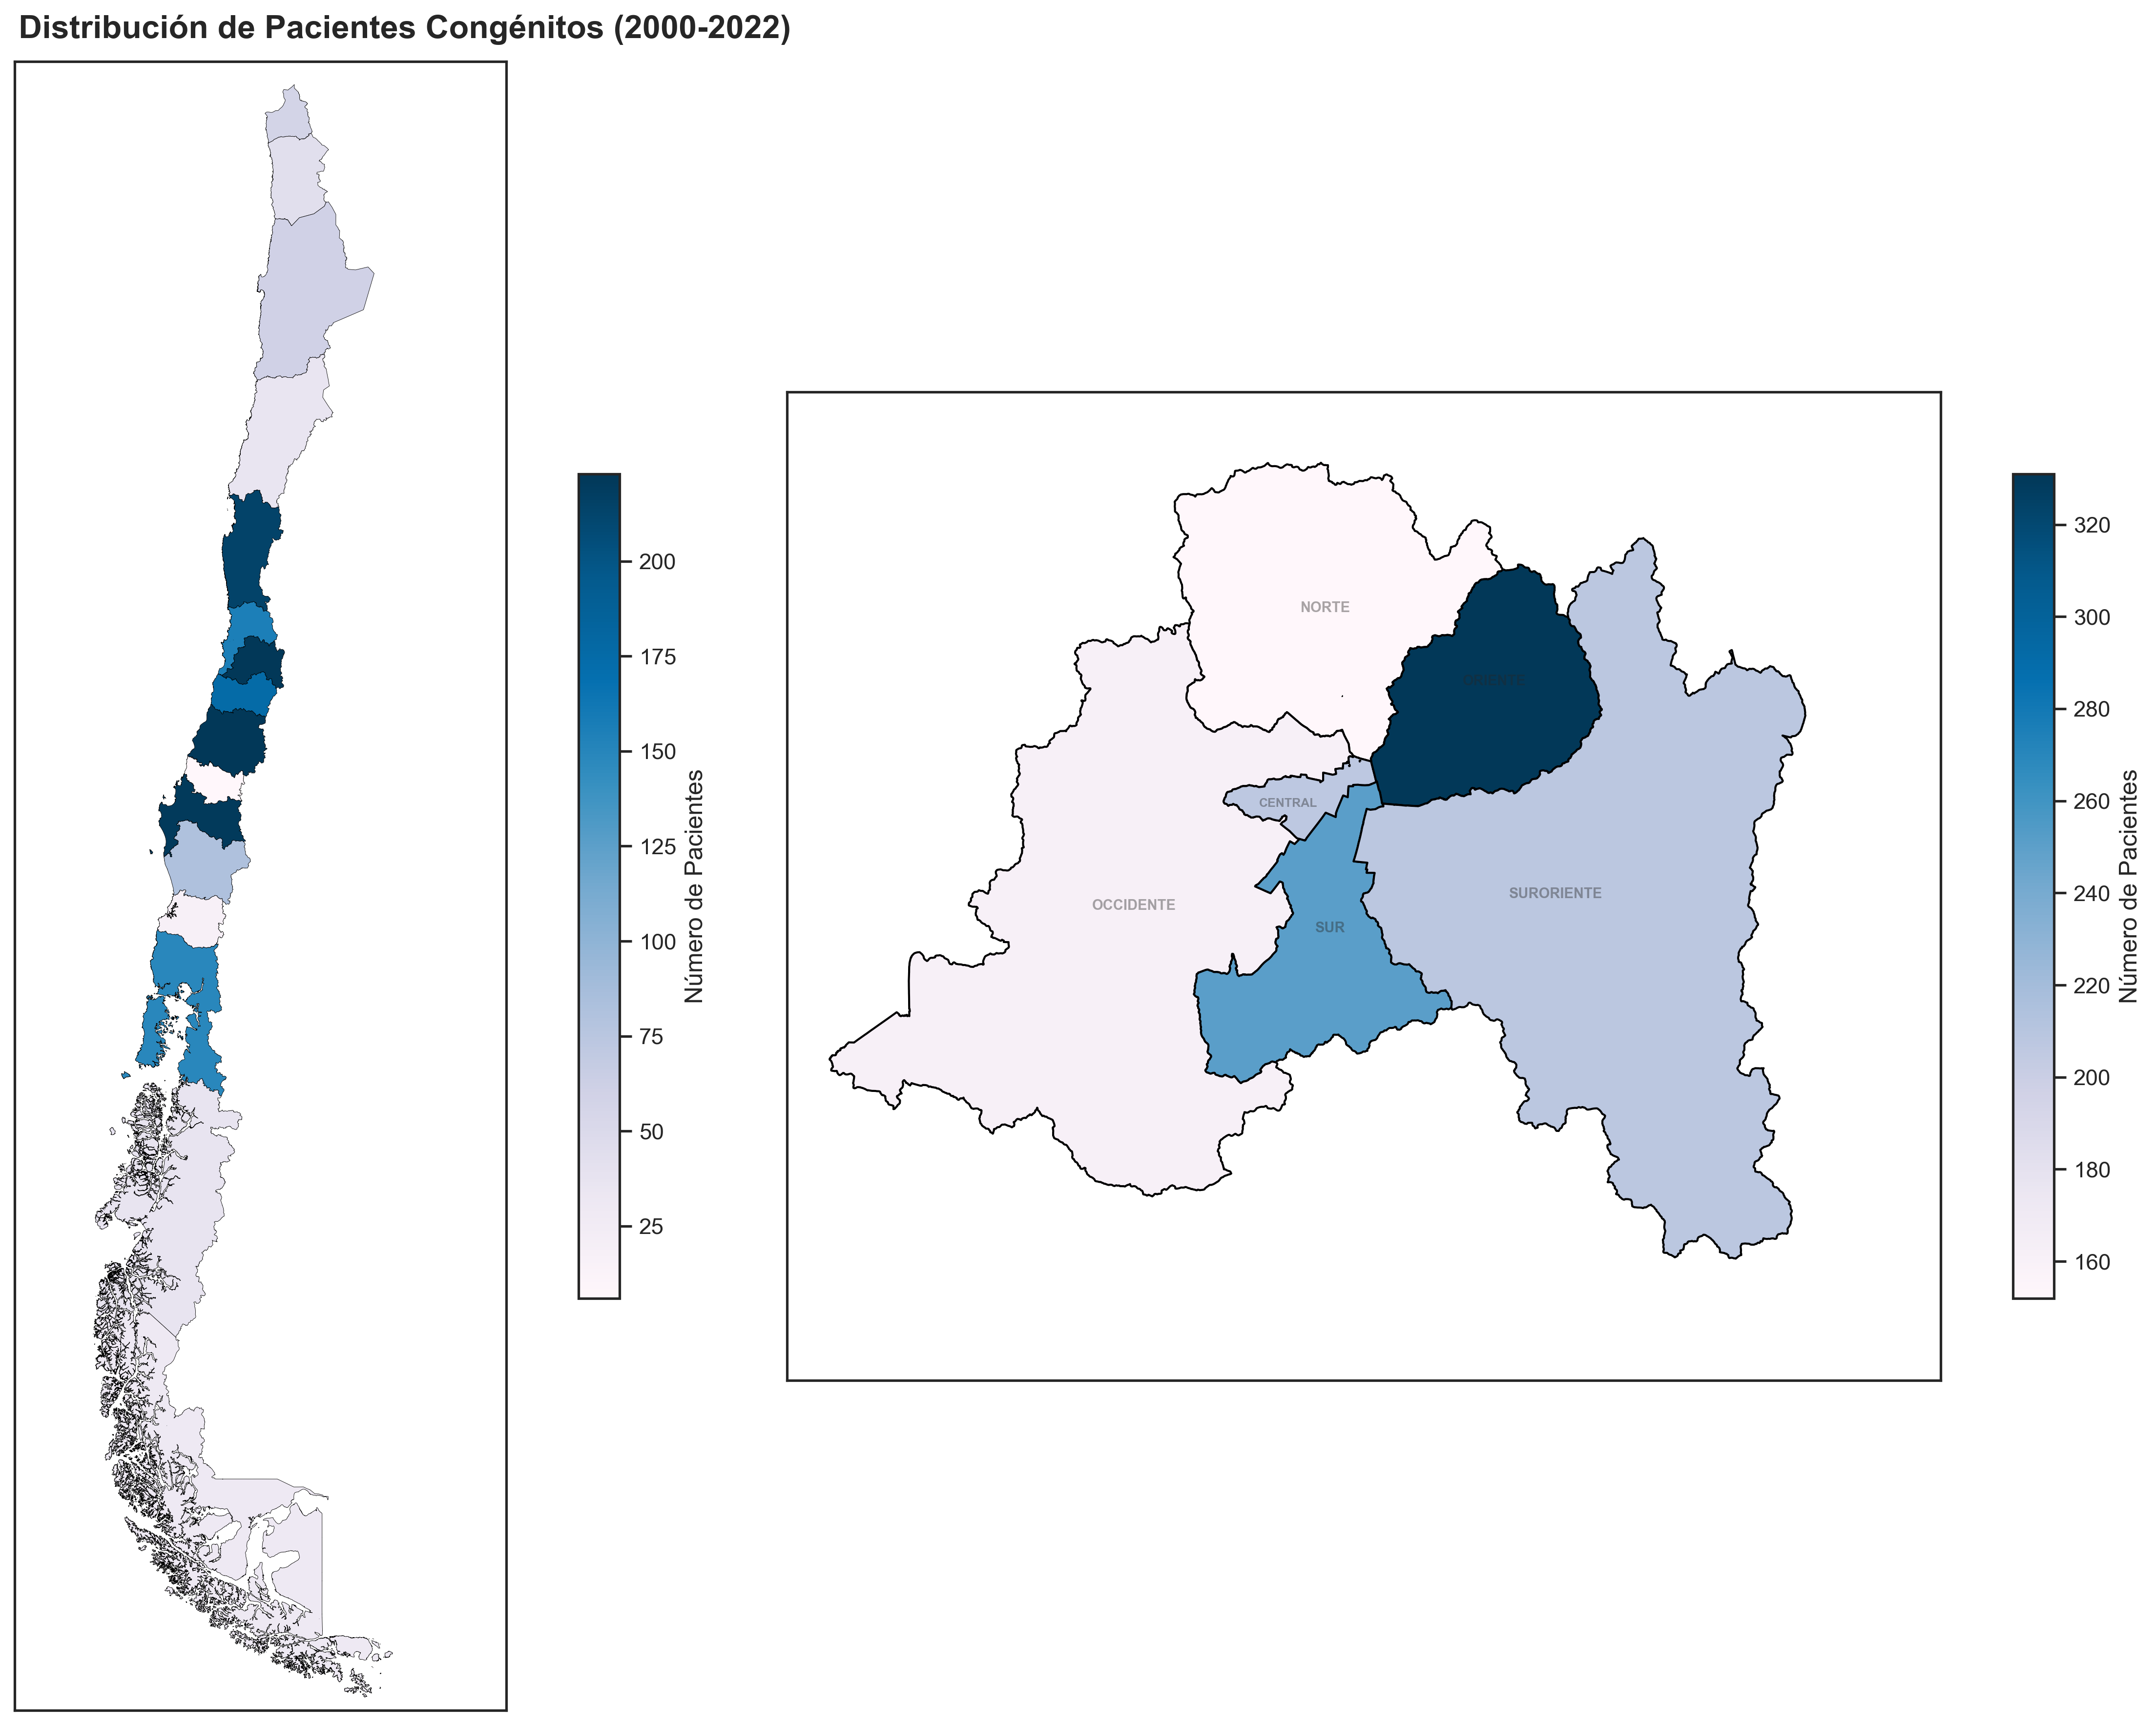 Distribución de Pacientes Congénitos (2000-2022)
200
175
150
125
100
75
50
25
Número de Pacientes
NORTE
ORIENTE
CENTRAL
SURORIENTE
OCCIDENTE
SUR
320
300
280
260
240
220
200
180
160
Número de Pacientes